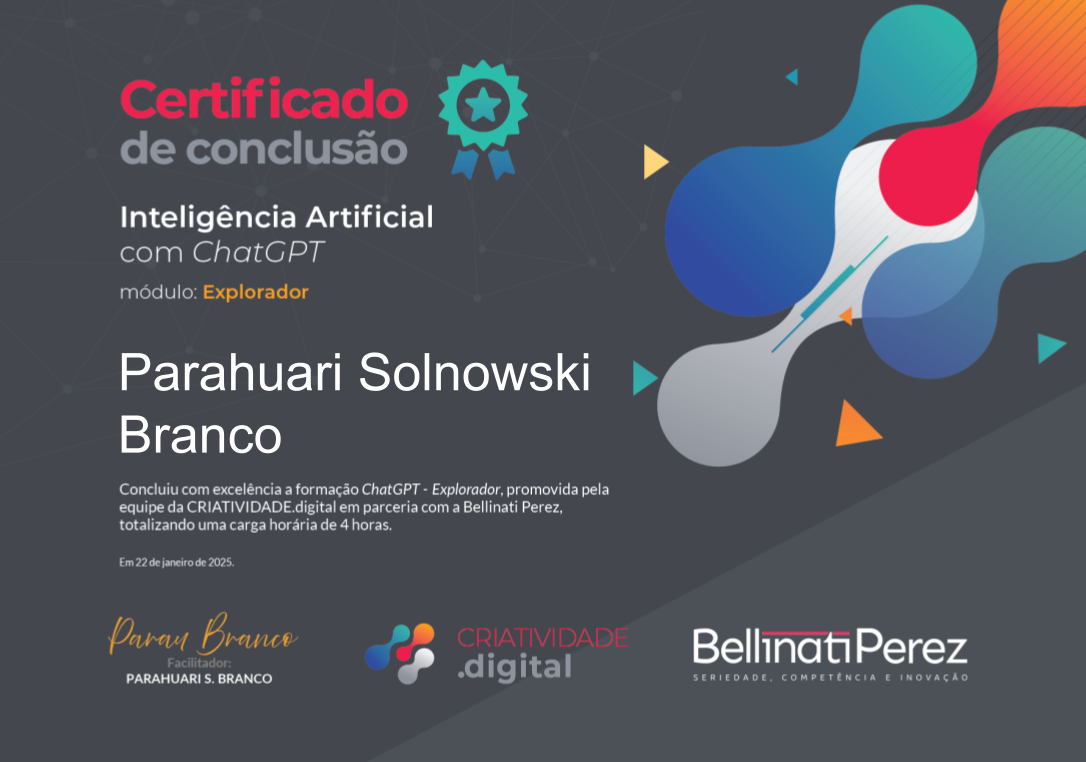 Certificado
de conclusão
Inteligência Artificial
com ChatGPT
módulo: Explorador
Parahuari Solnowski
Branco
Concluiu com excelência a formação ChatGPT - Explorador, promovida pela
equipe da CRIATIVIDADE.digital em parceria com a Bellinati Perez,
totalizando uma carga horária de 4 horas.
Em 22 de janeiro de 2025.
Parau Branco
Facilitador:
PARAHUARI S. BRANCO
CRIATIVIDADE
.digital
Bellinati Perez
SERIEDADE, COMPETÊNCIA E INOVAÇÃO